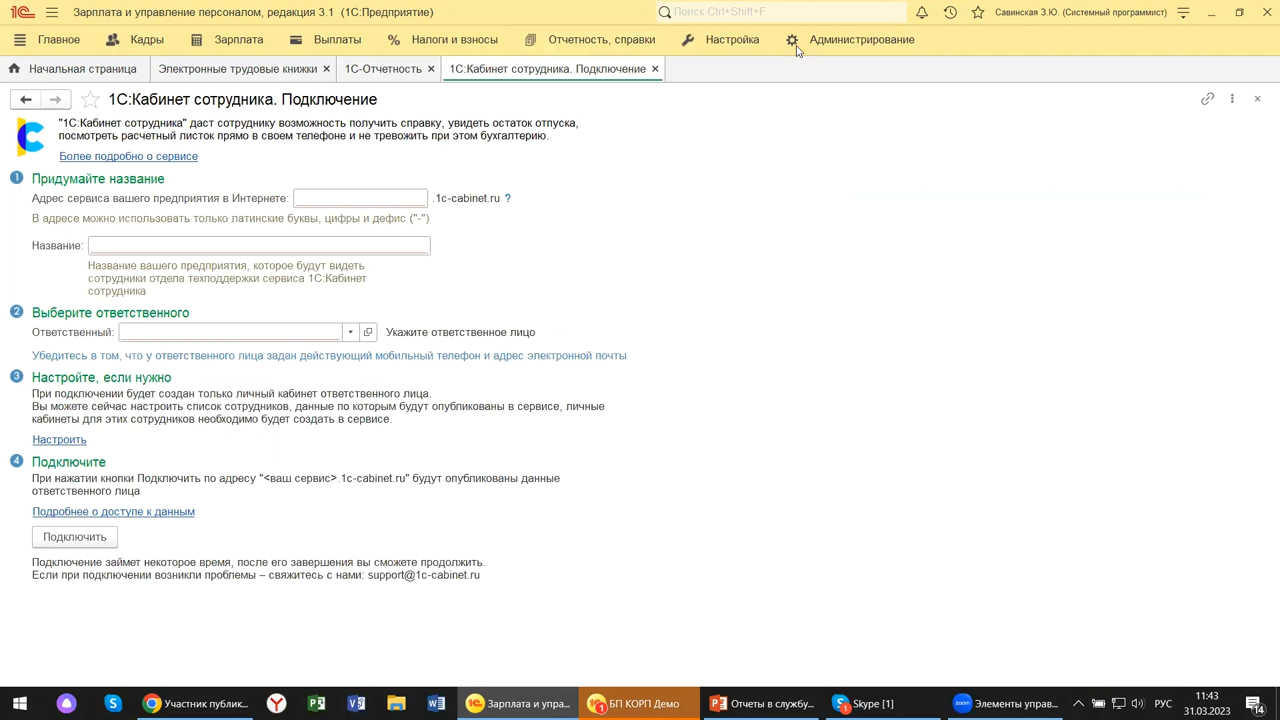 Зарплата и управление персоналом, редакция 3.1 (1С:Предприятие)
Поиск Ctrl+Shift+F
Савинская З.Ю. (Системный программист)
Главное
Кадры
Зарплата
Выплаты
Налоги и взносы
Отчетность, справки
Настройка
Администрирование
Начальная страница
Электронные трудовые книжки
1С-Отчетность
1С:Кабинет сотрудника. Подключение
1С:Кабинет сотрудника. Подключение
"1С:Кабинет сотрудника" даст сотруднику возможность получить справку, увидеть остаток отпуска,
посмотреть расчетный листок прямо в своем телефоне и не тревожить при этом бухгалтерию.
Более подробно о сервисе
1 Придумайте название
Адрес сервиса вашего предприятия в Интернете: .1c-cabinet.ru ?
В адресе можно использовать только латинские буквы, цифры и дефис ("-")
Название:
Название вашего предприятия, которое будут видеть
сотрудники отдела техподдержки сервиса 1С:Кабинет
сотрудника
2 Выберите ответственного
Ответственный: Укажите ответственное лицо
Убедитесь в том, что у ответственного лица задан действующий мобильный телефон и адрес электронной почты
3 Настройте, если нужно
При подключении будет создан только личный кабинет ответственного лица.
Вы можете сейчас настроить список сотрудников, данные по которым будут опубликованы в сервисе, личные
кабинеты для этих сотрудников необходимо будет создать в сервисе.
Настроить
4 Подключите
При нажатии кнопки Подключить по адресу "<ваш сервис>.1c-cabinet.ru" будут опубликованы данные
ответственного лица
Подробнее о доступе к данным
Подключить
Подключение займет некоторое время, после его завершения вы сможете продолжить.
Если при подключении возникли проблемы – свяжитесь с нами: support@1c-cabinet.ru
Участник публик...
Зарплата и упра...
БП КОРП Демо
Отчеты в службу...
Skype [1]
Элементы управ...
РУС
11:43
31.03.2023
14